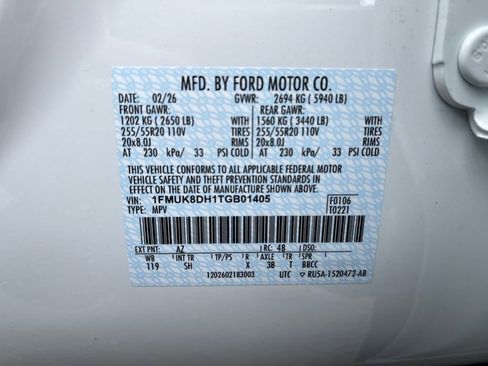 MFD. BY FORD MOTOR CO.
DATE: 02/26 GVWR: 2694 KG ( 5940 LB)
FRONT GAWR: REAR GAWR:
1202 KG ( 2650 LB) WITH 1560 KG ( 3440 LB) WITH
255/55R20 110V TIRES 255/55R20 110V TIRES
20x8.0J RIMS 20x8.0J RIMS
AT 230 kPa/ 33 PSI COLD AT 230 kPa/ 33 PSI COLD
THIS VEHICLE CONFORMS TO ALL APPLICABLE FEDERAL MOTOR
VEHICLE SAFETY AND THEFT PREVENTION STANDARDS IN EFFECT
ON THE DATE OF MANUFACTURE SHOWN ABOVE.
VIN: 1FMUK8DH1TGB01405 F0106
TYPE: MPV T0221
EXT PNT: AZ RC: 48 DSO:
WB INT TR TP/PS R AXLE TR SPR
119 SH X 3B T BBCC
1202602183003 UTC ▽ RU5A-1520472-AB